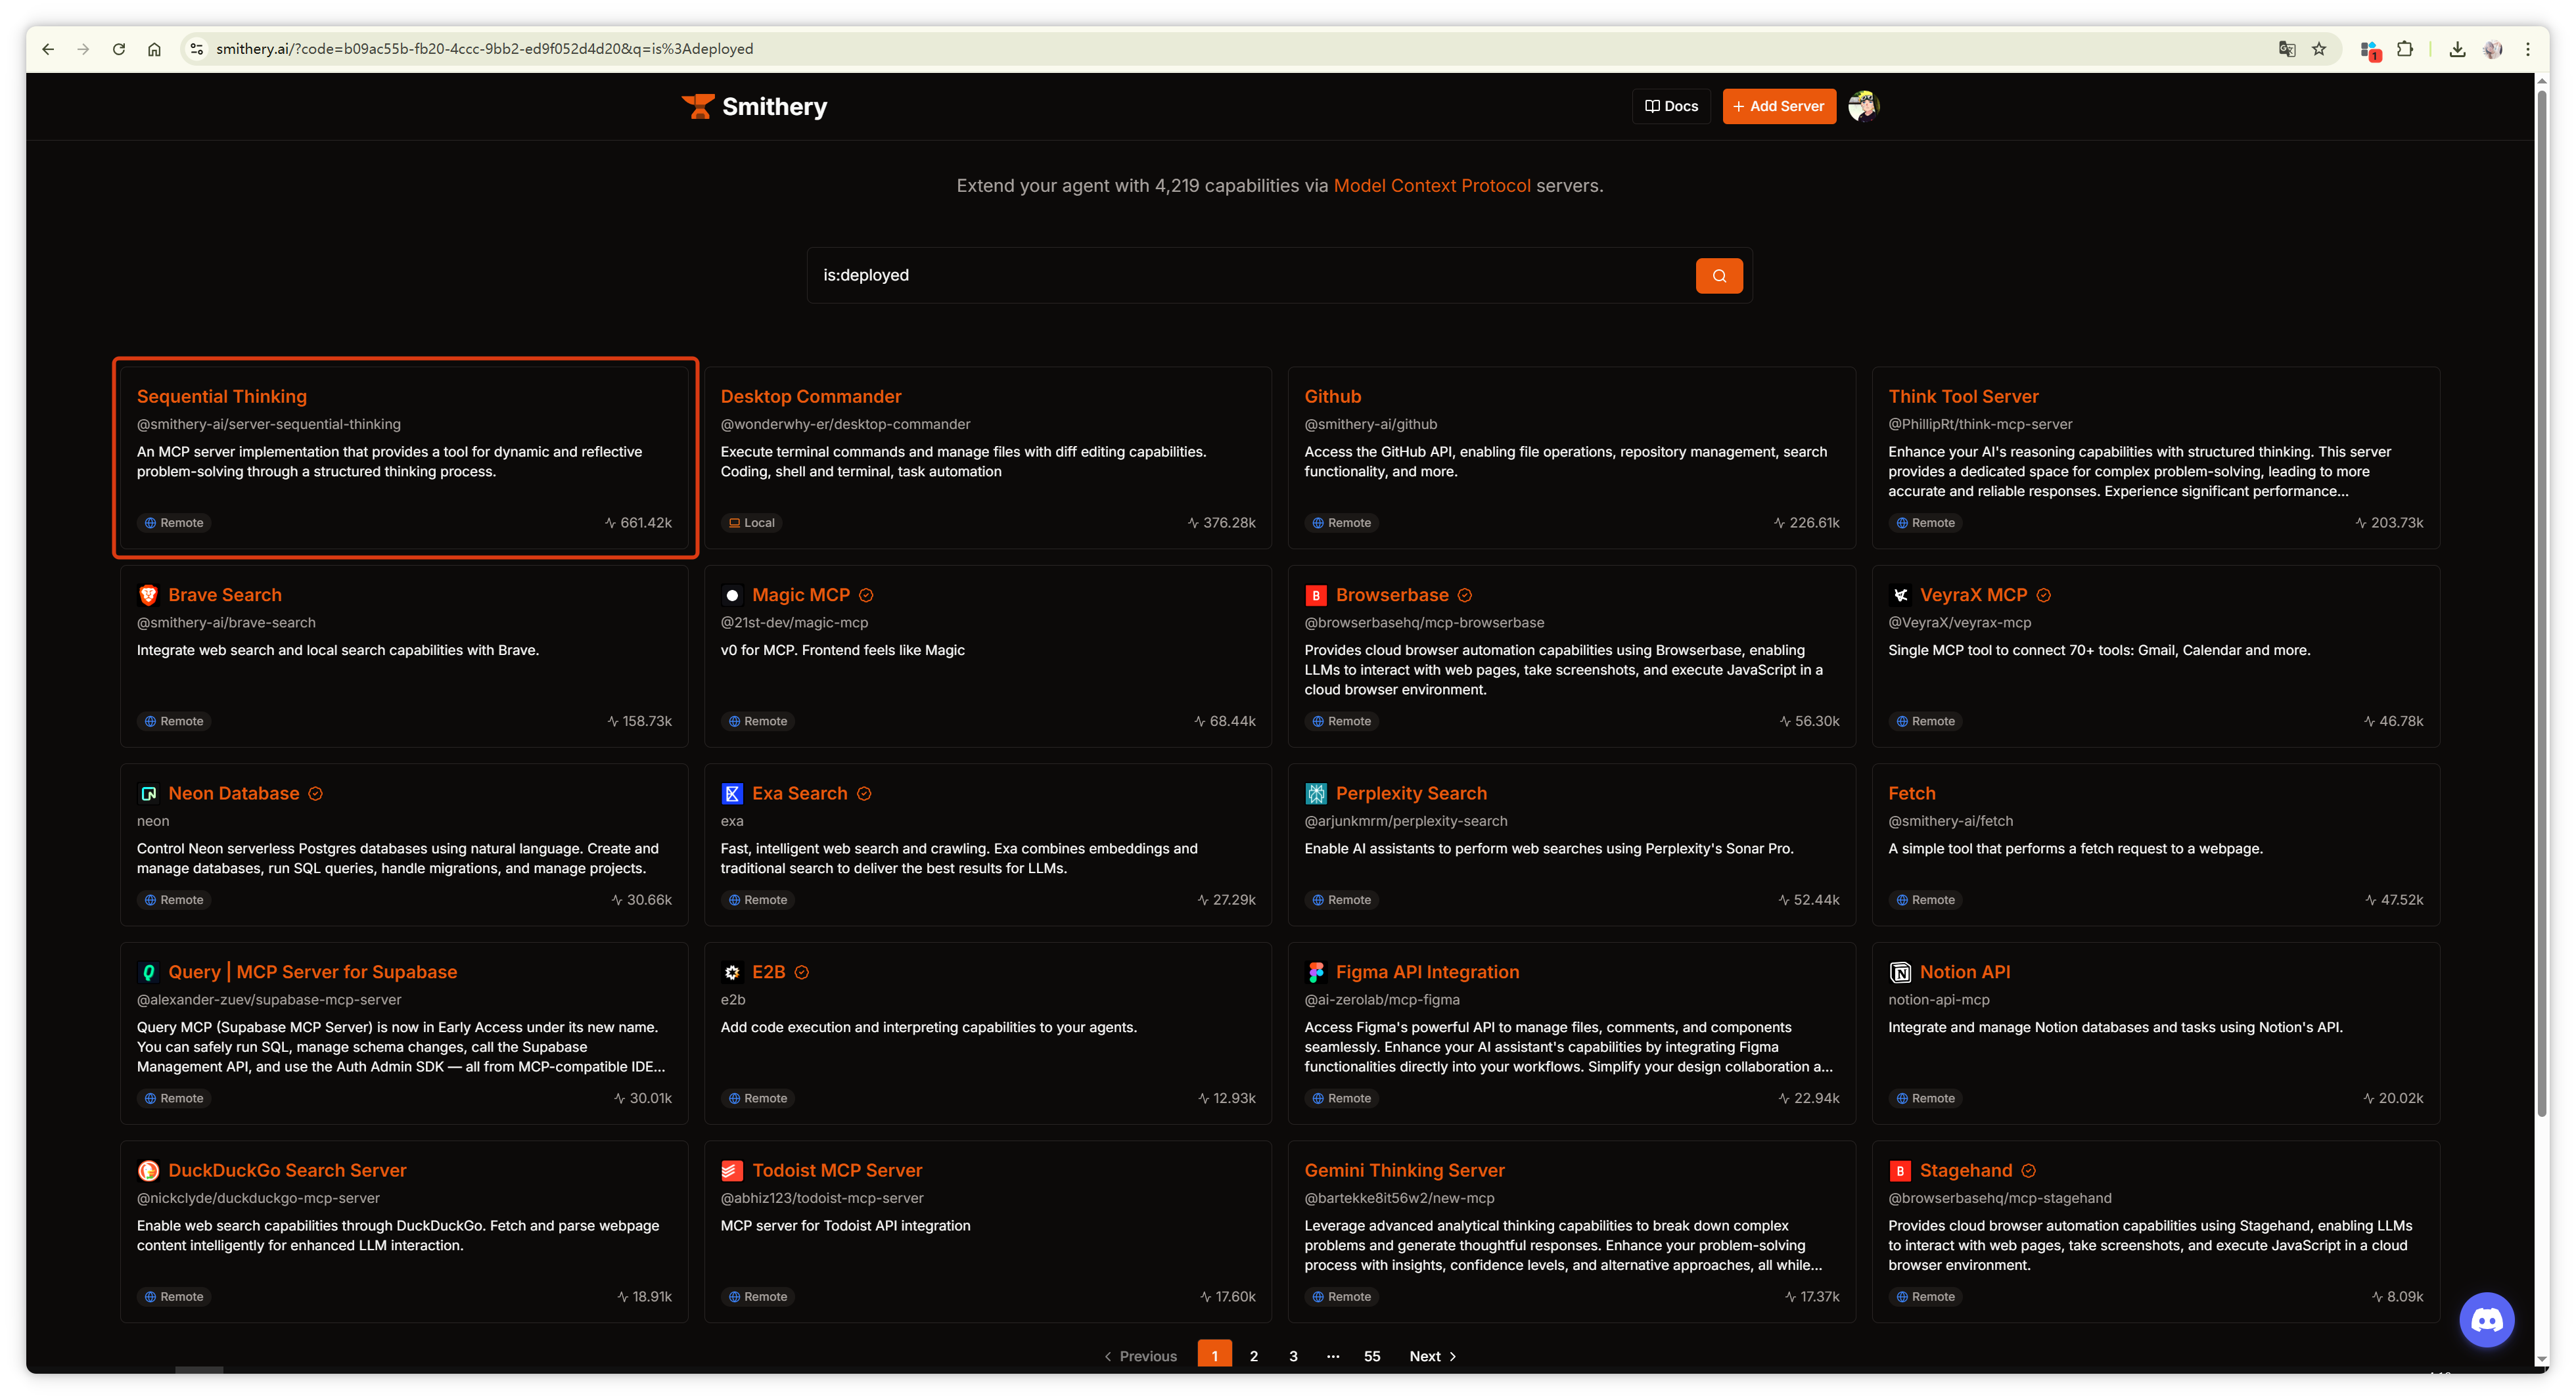 smithery.ai/?code=b09ac55b-fb20-4ccc-9bb2-ed9f052d4d20&q=is%3Adeployed
1
Smithery
Docs
+ Add Server
Extend your agent with 4,219 capabilities via Model Context Protocol servers.
is:deployed
Sequential Thinking
@smithery-ai/server-sequential-thinking
An MCP server implementation that provides a tool for dynamic and reflective
problem-solving through a structured thinking process.
Remote
661.42k
Desktop Commander
@wonderwhy-er/desktop-commander
Execute terminal commands and manage files with diff editing capabilities.
Coding, shell and terminal, task automation
Local
376.28k
Github
@smithery-ai/github
Access the GitHub API, enabling file operations, repository management, search
functionality, and more.
Remote
226.61k
Think Tool Server
@PhillipRt/think-mcp-server
Enhance your AI's reasoning capabilities with structured thinking. This server
provides a dedicated space for complex problem-solving, leading to more
accurate and reliable responses. Experience significant performance...
Remote
203.73k
Brave Search
@smithery-ai/brave-search
Integrate web search and local search capabilities with Brave.
Remote
158.73k
Magic MCP
@21st-dev/magic-mcp
v0 for MCP. Frontend feels like Magic
Remote
68.44k
B
Browserbase
@browserbasehq/mcp-browserbase
Provides cloud browser automation capabilities using Browserbase, enabling
LLMs to interact with web pages, take screenshots, and execute JavaScript in a
cloud browser environment.
Remote
56.30k
VeyraX MCP
@VeyraX/veyrax-mcp
Single MCP tool to connect 70+ tools: Gmail, Calendar and more.
Remote
46.78k
Neon Database
neon
Control Neon serverless Postgres databases using natural language. Create and
manage databases, run SQL queries, handle migrations, and manage projects.
Remote
30.66k
Exa Search
exa
Fast, intelligent web search and crawling. Exa combines embeddings and
traditional search to deliver the best results for LLMs.
Remote
27.29k
Perplexity Search
@arjunkmrm/perplexity-search
Enable AI assistants to perform web searches using Perplexity's Sonar Pro.
Remote
52.44k
Fetch
@smithery-ai/fetch
A simple tool that performs a fetch request to a webpage.
Remote
47.52k
Query | MCP Server for Supabase
@alexander-zuev/supabase-mcp-server
Query MCP (Supabase MCP Server) is now in Early Access under its new name.
You can safely run SQL, manage schema changes, call the Supabase
Management API, and use the Auth Admin SDK — all from MCP-compatible IDE...
Remote
30.01k
E2B
e2b
Add code execution and interpreting capabilities to your agents.
Remote
12.93k
Figma API Integration
@ai-zerolab/mcp-figma
Access Figma's powerful API to manage files, comments, and components
seamlessly. Enhance your AI assistant's capabilities by integrating Figma
functionalities directly into your workflows. Simplify your design collaboration a...
Remote
22.94k
Notion API
notion-api-mcp
Integrate and manage Notion databases and tasks using Notion's API.
Remote
20.02k
DuckDuckGo Search Server
@nickclyde/duckduckgo-mcp-server
Enable web search capabilities through DuckDuckGo. Fetch and parse webpage
content intelligently for enhanced LLM interaction.
Remote
18.91k
Todoist MCP Server
@abhiz123/todoist-mcp-server
MCP server for Todoist API integration
Remote
17.60k
Gemini Thinking Server
@bartekke8it56w2/new-mcp
Leverage advanced analytical thinking capabilities to break down complex
problems and generate thoughtful responses. Enhance your problem-solving
process with insights, confidence levels, and alternative approaches, all while...
Remote
17.37k
B
Stagehand
@browserbasehq/mcp-stagehand
Provides cloud browser automation capabilities using Stagehand, enabling LLMs
to interact with web pages, take screenshots, and execute JavaScript in a cloud
browser environment.
Remote
8.09k
Previous 1 2 3 ... 55 Next